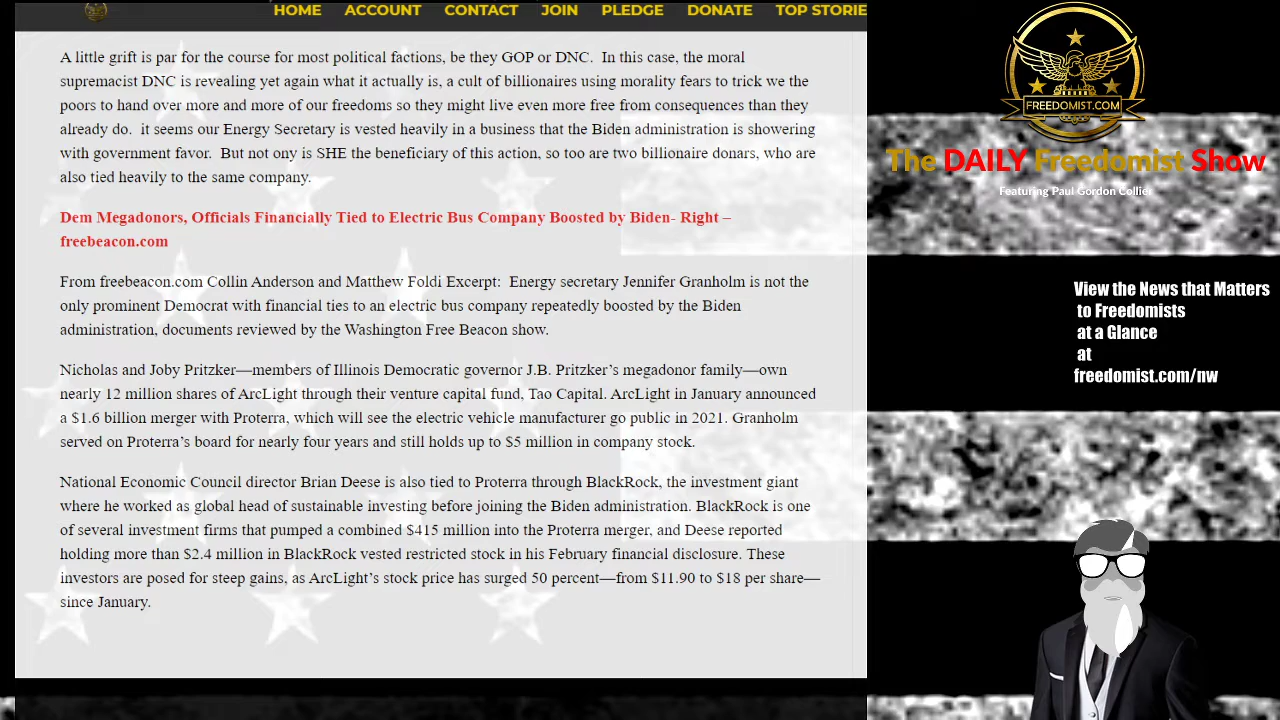 HOME ACCOUNT CONTACT JOIN PLEDGE DONATE TOP STORIE
A little grift is par for the course for most political factions, be they GOP or DNC.  In this case, the moral
supremacist DNC is revealing yet again what it actually is a cult of billionaires using morality fears to trick we the
poors to hand over more and more of our freedoms so they might live even more free from consequences than they
already do.  it seems our Energy Secretary is vested heavily in a business that the Biden administration is showering
with government favor.  But not ony is SHE the beneficiary of this action, so too are two billionaire donars, who are
also tied heavily to the same company.
Dem Megadonors, Officials Financially Tied to Electric Bus Company Boosted by Biden- Right –
freebeacon.com
From freebeacon.com Collin Anderson and Matthew Foldi Excerpt:  Energy secretary Jennifer Granholm is not the
only prominent Democrat with financial ties to an electric bus company repeatedly boosted by the Biden
administration, documents reviewed by the Washington Free Beacon show.
Nicholas and Joby Pritzker—members of Illinois Democratic governor J.B. Pritzker’s megadonor family—own
nearly 12 million shares of ArcLight through their venture capital fund, Tao Capital. ArcLight in January announced
a $1.6 billion merger with Proterra, which will see the electric vehicle manufacturer go public in 2021. Granholm
served on Proterra’s board for nearly four years and still holds up to $5 million in company stock.
National Economic Council director Brian Deese is also tied to Proterra through BlackRock, the investment giant
where he worked as global head of sustainable investing before joining the Biden administration. BlackRock is one
of several investment firms that pumped a combined $415 million into the Proterra merger, and Deese reported
holding more than $2.4 million in BlackRock vested restricted stock in his February financial disclosure. These
investors are posed for steep gains, as ArcLight’s stock price has surged 50 percent—from $11.90 to $18 per share—
since January.
FREEDOMIST.COM
The DAILY Freedomist Show
Featuring Paul Gordon Collier
View the News that Matters
to Freedomists
at a Glance
at
freedomist.com/nw